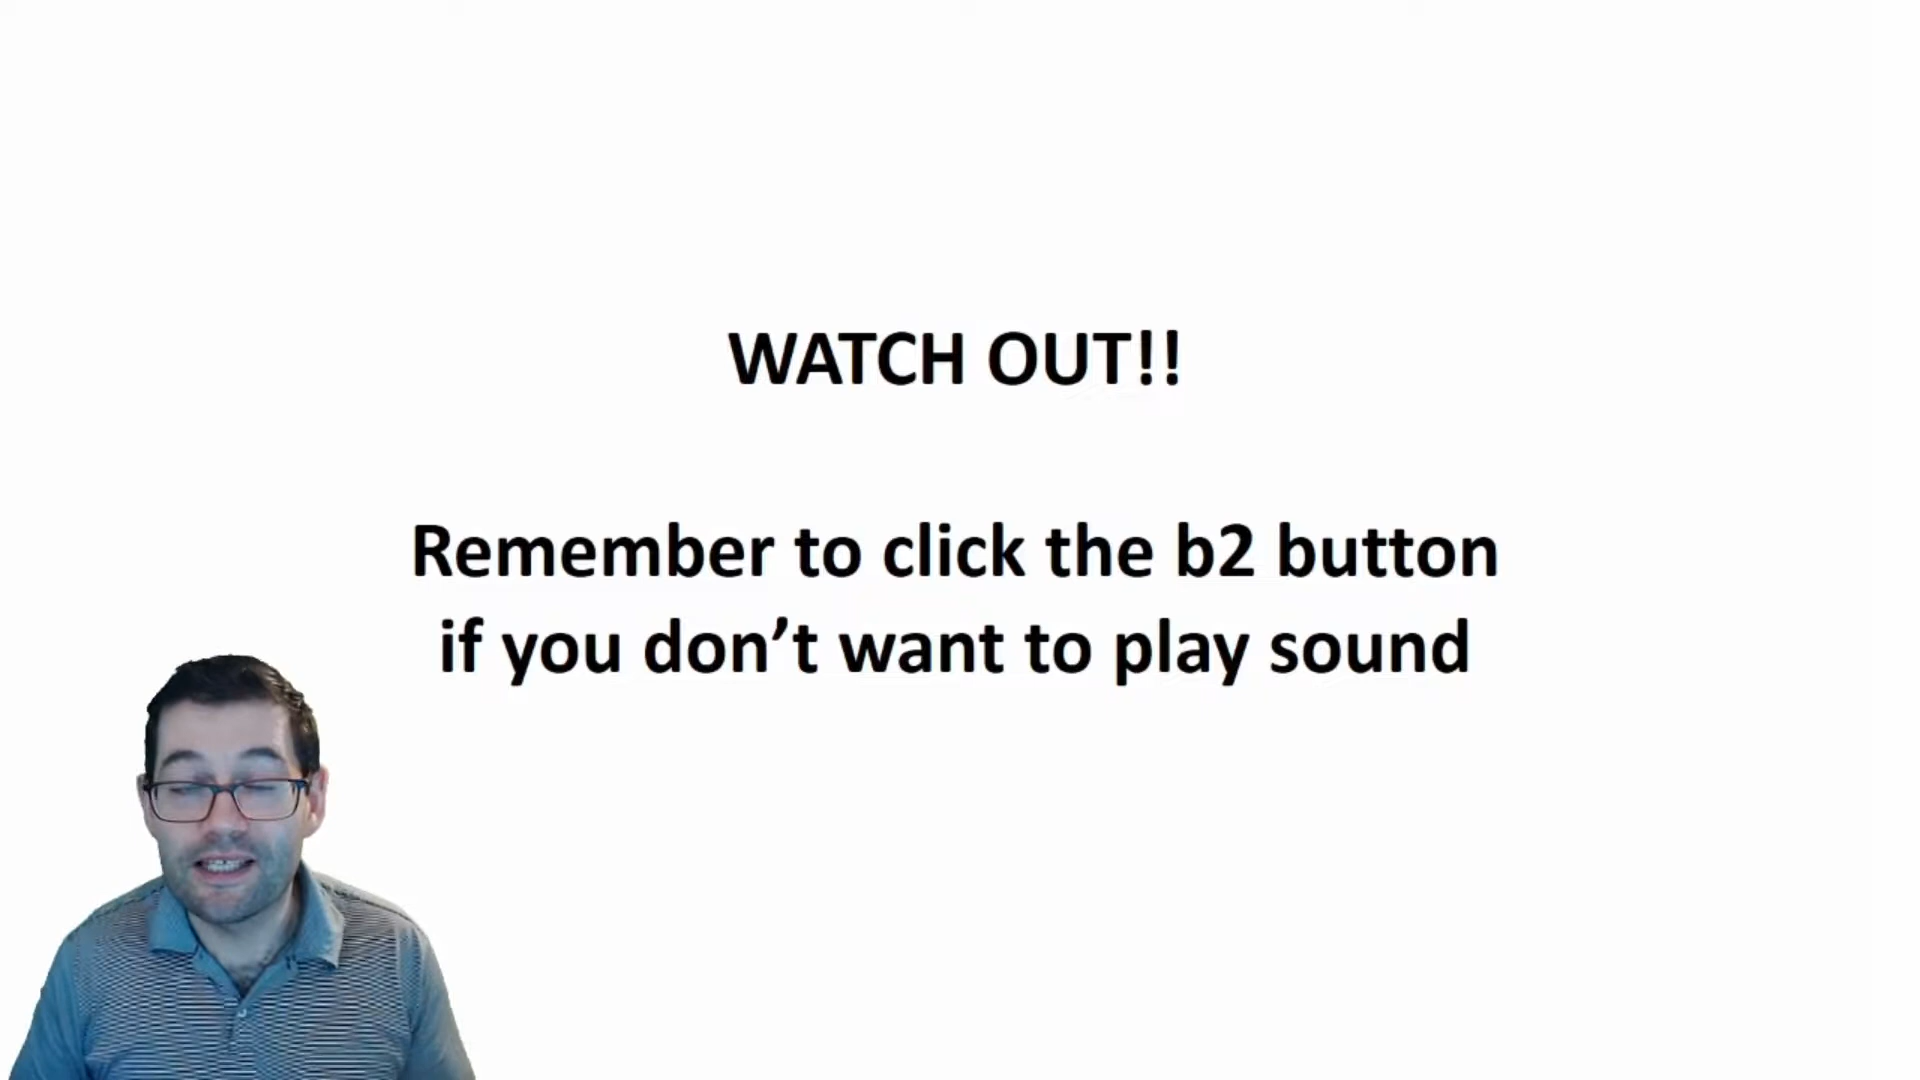 WATCH OUT!!
Remember to click the b2 button
if you don’t want to play sound